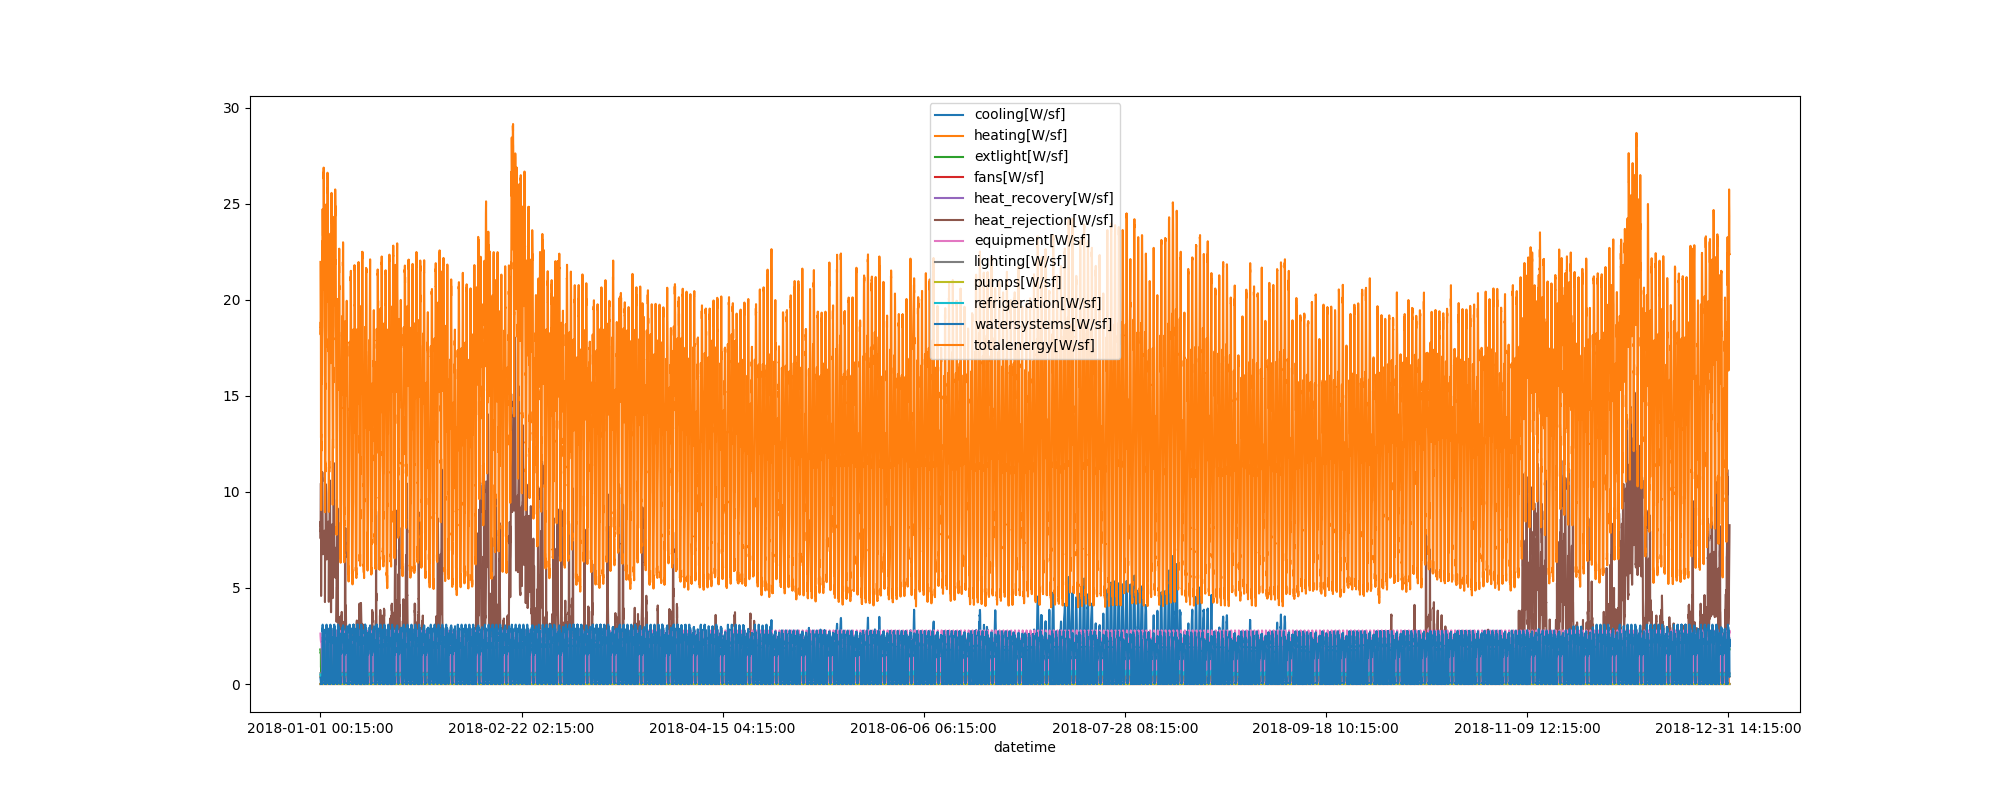 30
25
20
15
10
5
0
cooling[W/sf]
heating[W/sf]
extlight[W/sf]
fans[W/sf]
heat_recovery[W/sf]
heat_rejection[W/sf]
equipment[W/sf]
lighting[W/sf]
pumps[W/sf]
refrigeration[W/sf]
watersystems[W/sf]
totalenergy[W/sf]
2018-01-01 00:15:00 2018-02-22 02:15:00 2018-04-15 04:15:00 2018-06-06 06:15:00 2018-07-28 08:15:00 2018-09-18 10:15:00 2018-11-09 12:15:00 2018-12-31 14:15:00
datetime